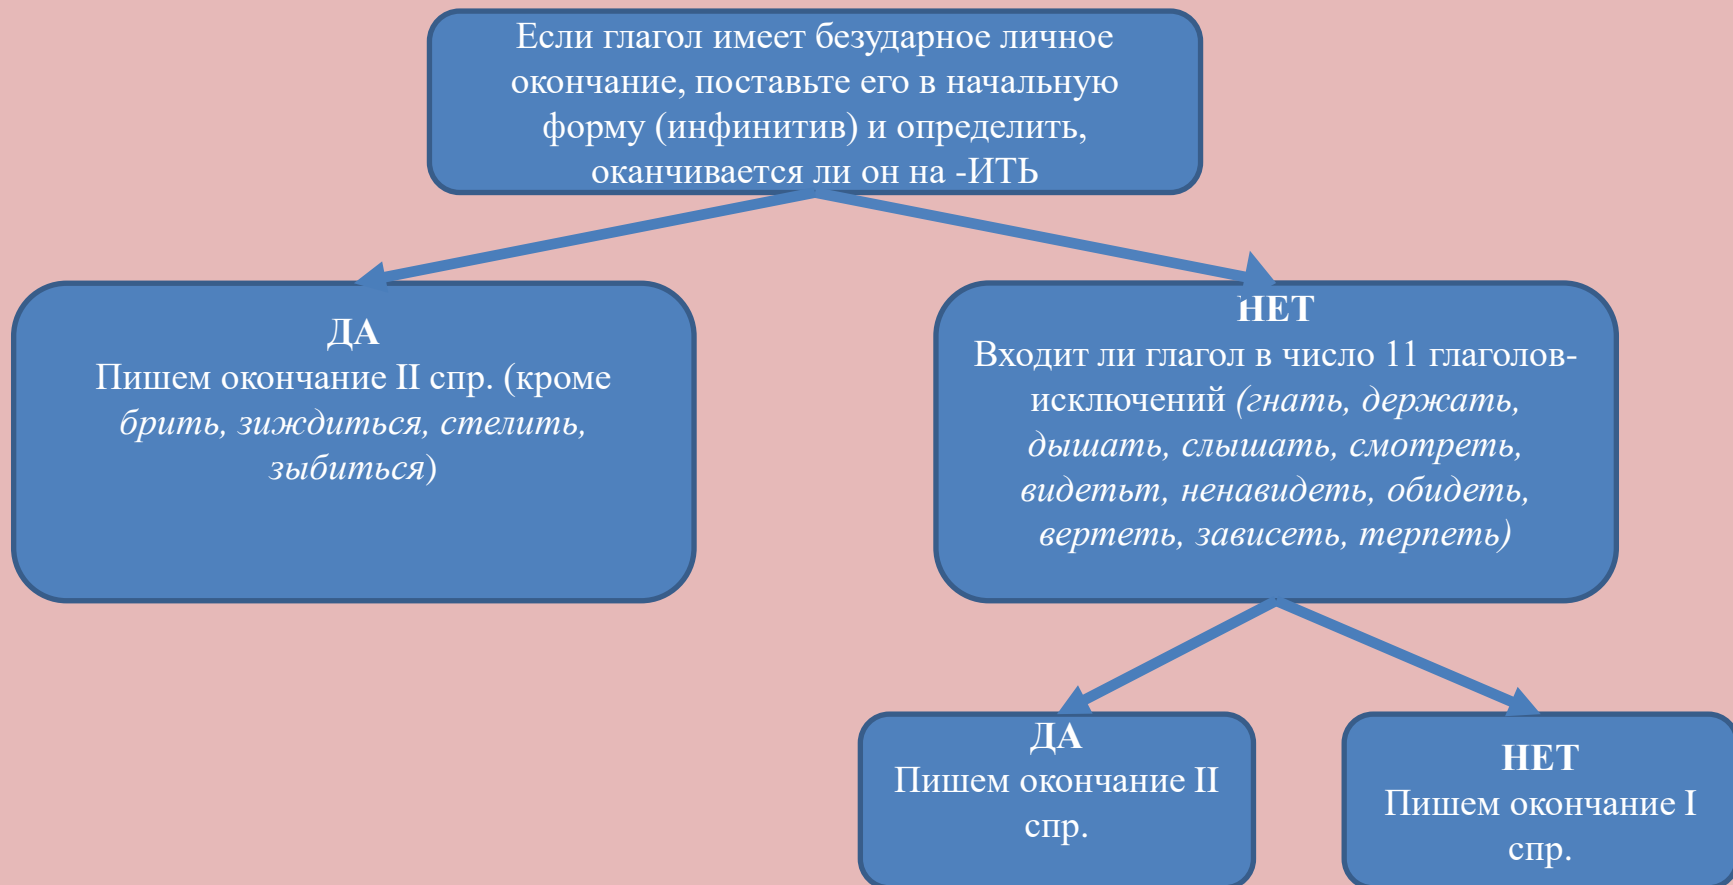 Если глагол имеет безударное личное
окончание, поставьте его в начальную
форму (инфинитив) и определить,
оканчивается ли он на -ИТЬ
ДА
Пишем окончание II спр. (кроме
брить, зиждиться, стелить,
зыбиться)
НЕТ
Входит ли глагол в число 11 глаголов-
исключений (гнать, держать,
дышать, слышать, смотреть,
видетьт, ненавидеть, обидеть,
вертеть, зависеть, терпеть)
ДА
Пишем окончание II
спр.
НЕТ
Пишем окончание I
спр.